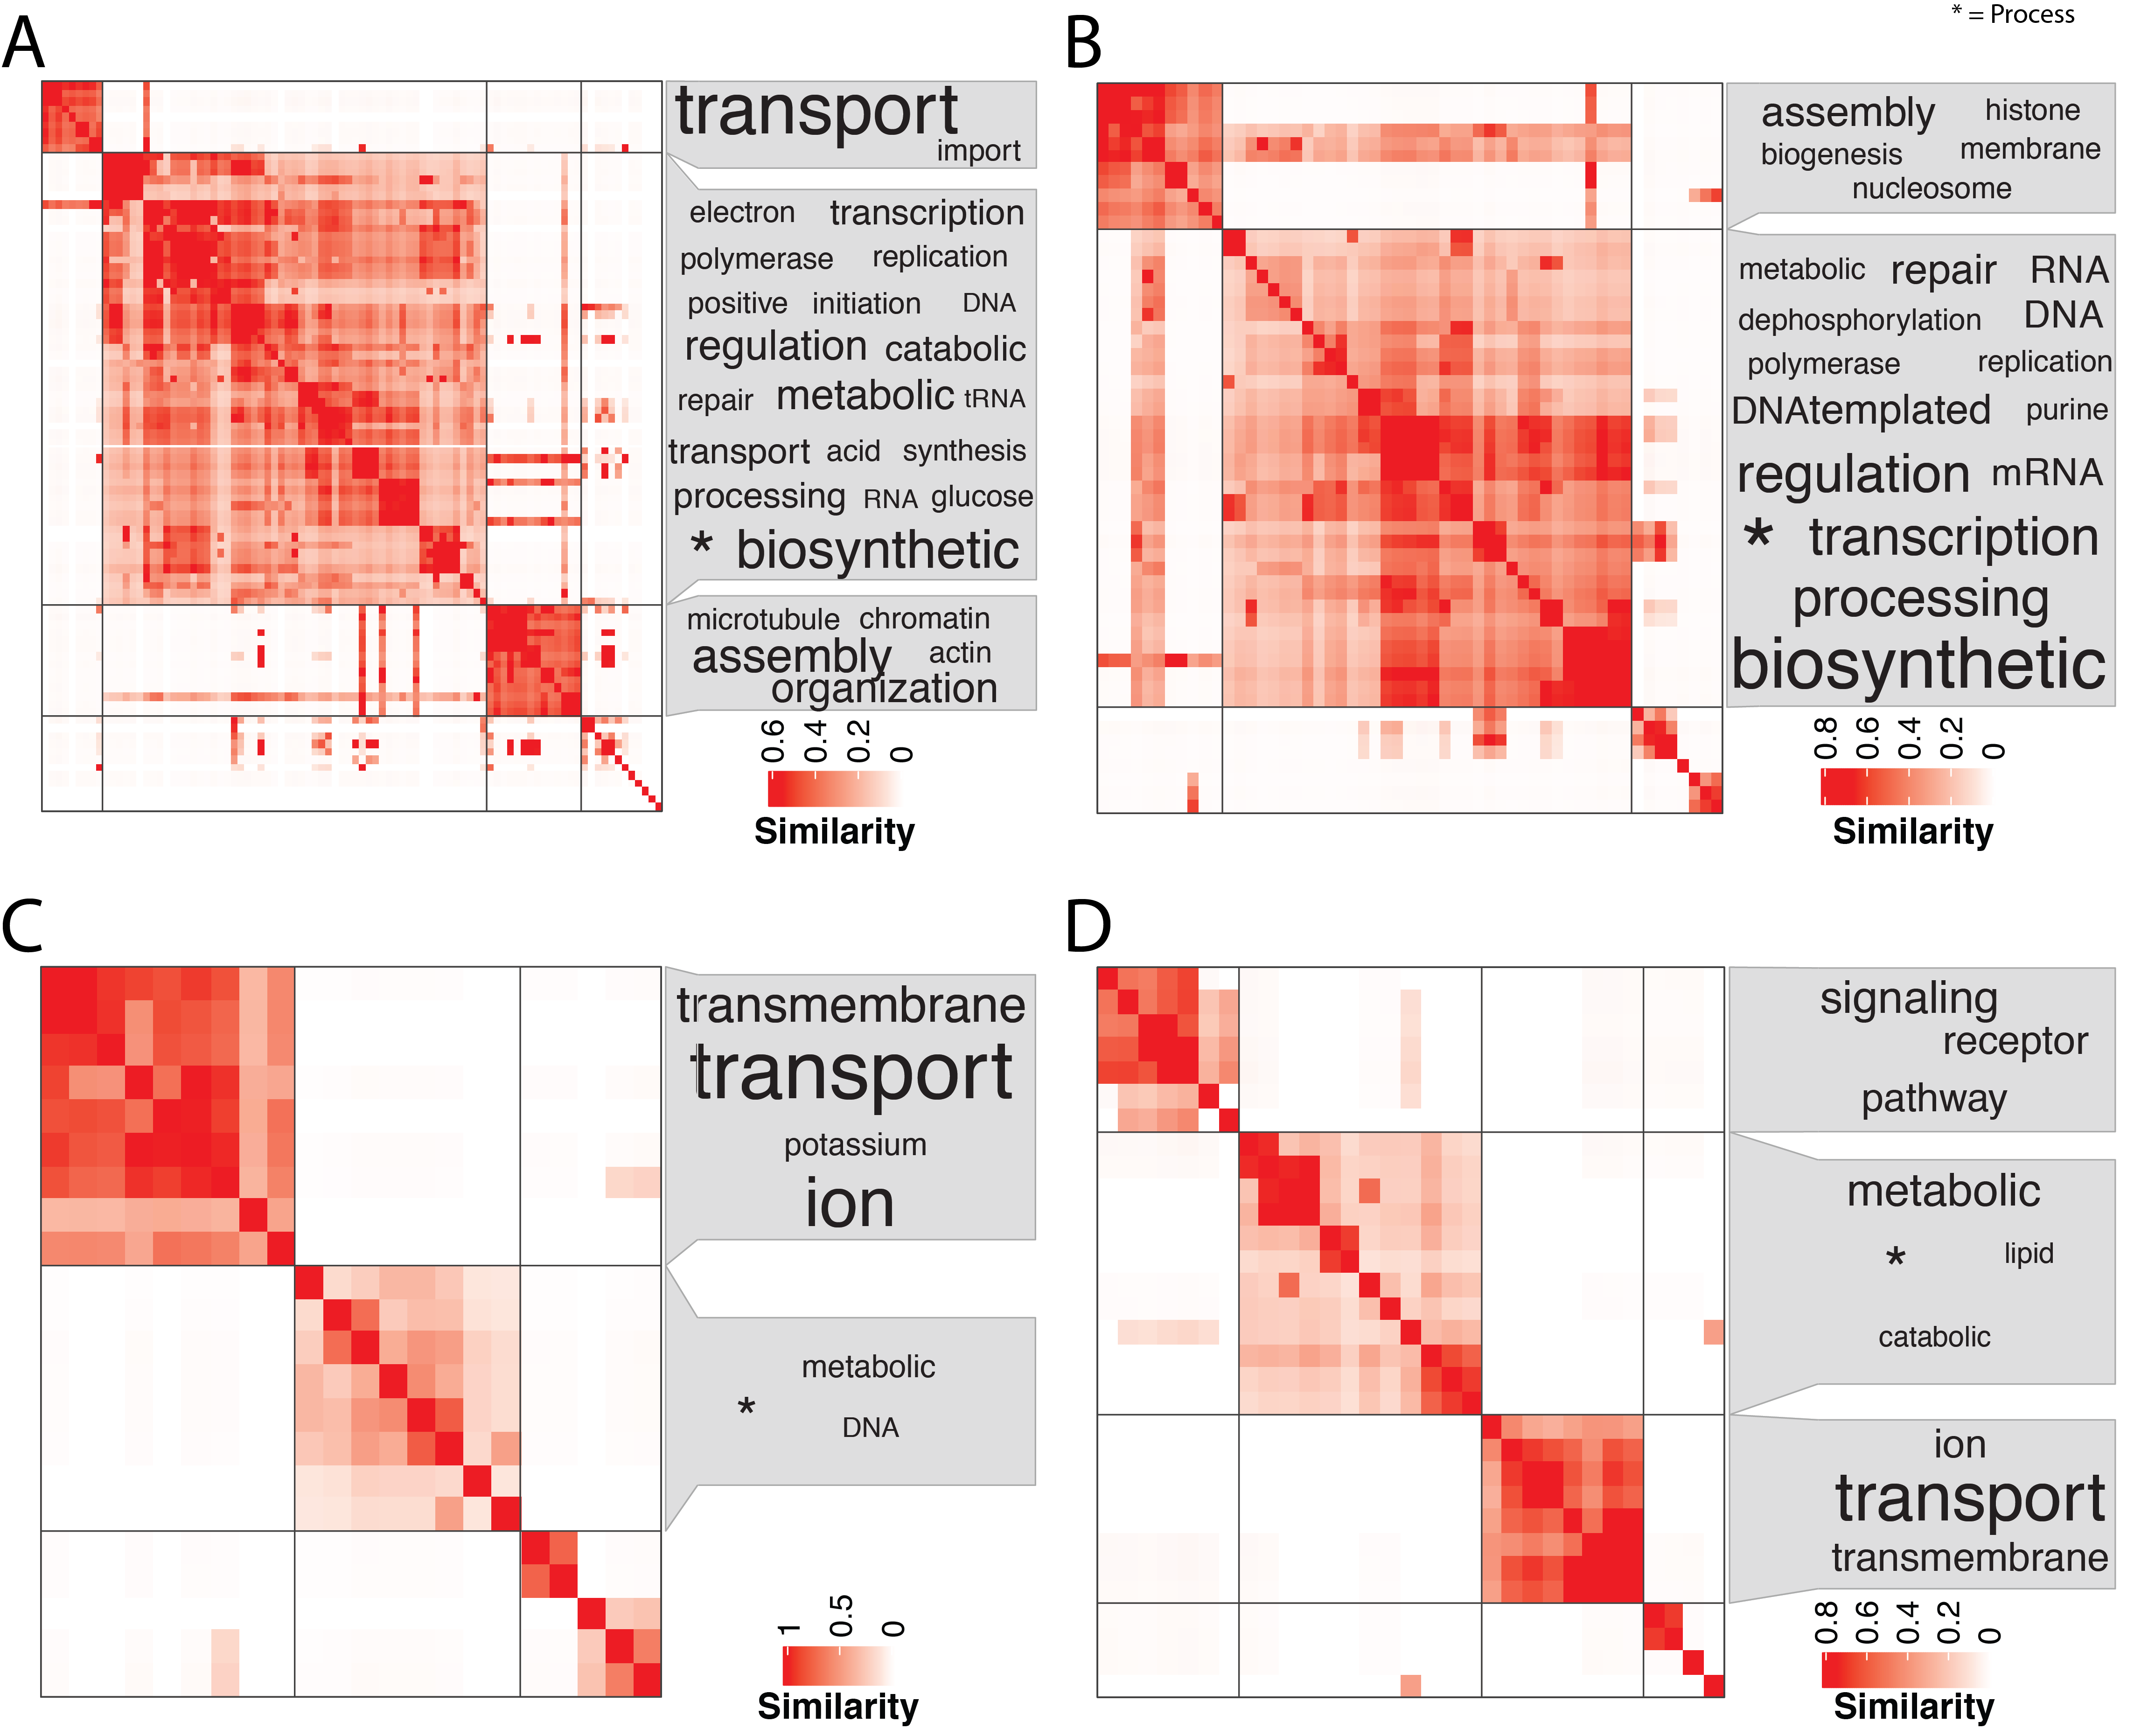 * = Process
A
transport
import
electron transcription
polymerase replication
positive initiation DNA
regulation catabolic
repair metabolic tRNA
transport acid synthesis
processing RNA glucose
* biosynthetic
microtubule chromatin
assembly actin
organization
0.6 0.4 0.2 0
Similarity
B
assembly histone
biogenesis membrane
nucleosome
metabolic repair RNA
dephosphorylation DNA
polymerase replication
DNAtemplated purine
regulation mRNA
* transcription
processing
biosynthetic
0.8 0.6 0.4 0.2 0
Similarity
C
transmembrane
transport
potassium
ion
metabolic
*
DNA
1 0.5 0
Similarity
D
signaling
receptor
pathway
metabolic
* lipid
catabolic
ion
transport
transmembrane
0.8 0.6 0.4 0.2 0
Similarity